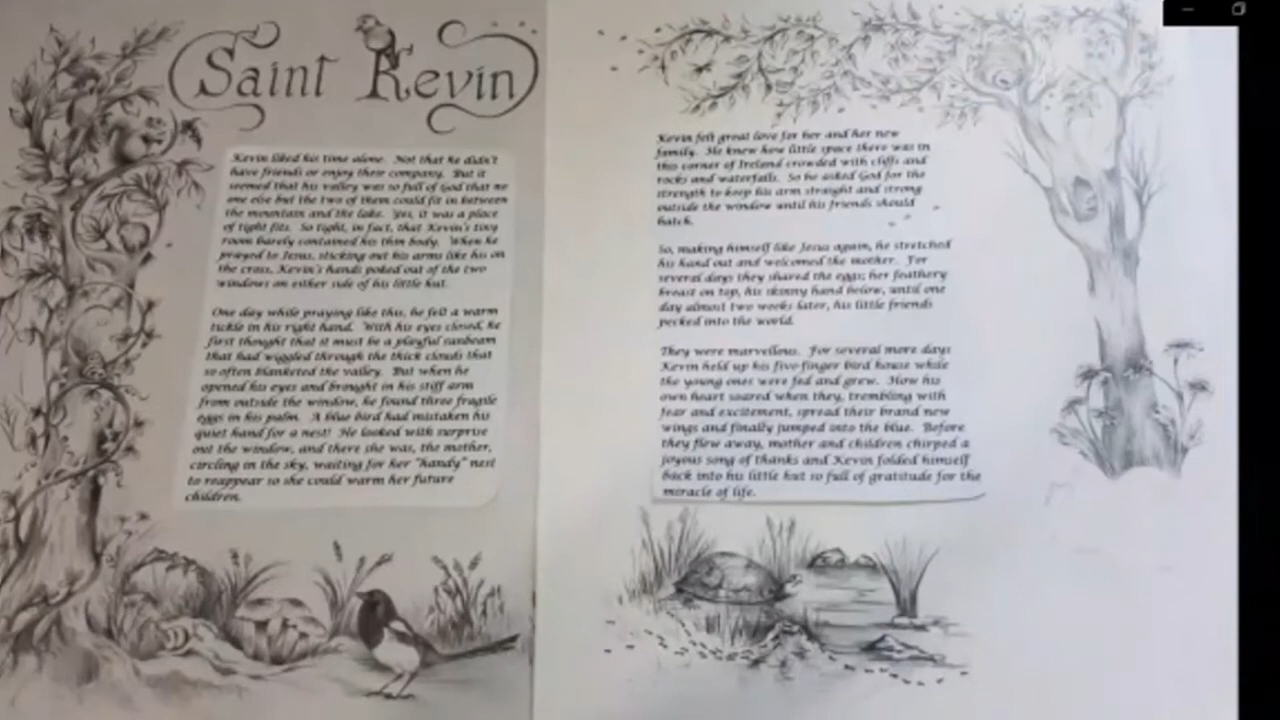 Saint Kevin
Kevin liked his time alone. Not that he didn't
have friends or enjoy their company. But it
seemed that his valley was so full of God that no
one else but the two of them could fit in between
the mountain and the lake. Yes, it was a place
of tight fits. So tight, in fact, that Kevin's tiny
room barely contained his thin body. When he
prayed to Jesus, sticking out his arms like his on
the cross, Kevin's hands poked out of the two
windows on either side of his little hut.
One day while praying like this, he felt a warm
tickle in his right hand. With his eyes closed, he
first thought that it must be a playful sunbeam
that had wiggled through the thick clouds that
so often blanketed the valley. But when he
opened his eyes and brought in his stiff arm
from outside the window, he found three fragile
eggs in his palm. A blue bird had mistaken his
quiet hand for a nest! He looked with surprise
out the window, and there she was, the mother,
circling in the sky, waiting for her "handy" nest
to reappear so she could warm her future
children.
Kevin felt great love for her and her new
family. He knew how little space there was in
this corner of Ireland crowded with cliffs and
rocks and waterfalls. So he asked God for the
strength to keep his arm straight and strong
outside the window until his friends should
hatch.
So, making himself like Jesus again, he stretched
his hand out and welcomed the mother. For
several days they shared the eggs; her feathery
breast on top, his skinny hand below, until one
day almost two weeks later, his little friends
pecked into the world.
They were marvellous. For several more days
Kevin held up his five-finger bird house while
the young ones were fed and grew. How his
own heart soared when they, trembling with
fear and excitement, spread their brand new
wings and finally jumped into the blue. Before
they flew away, mother and children chirped a
joyous song of thanks and Kevin folded himself
back into his little hut so full of gratitude for the
miracle of life.